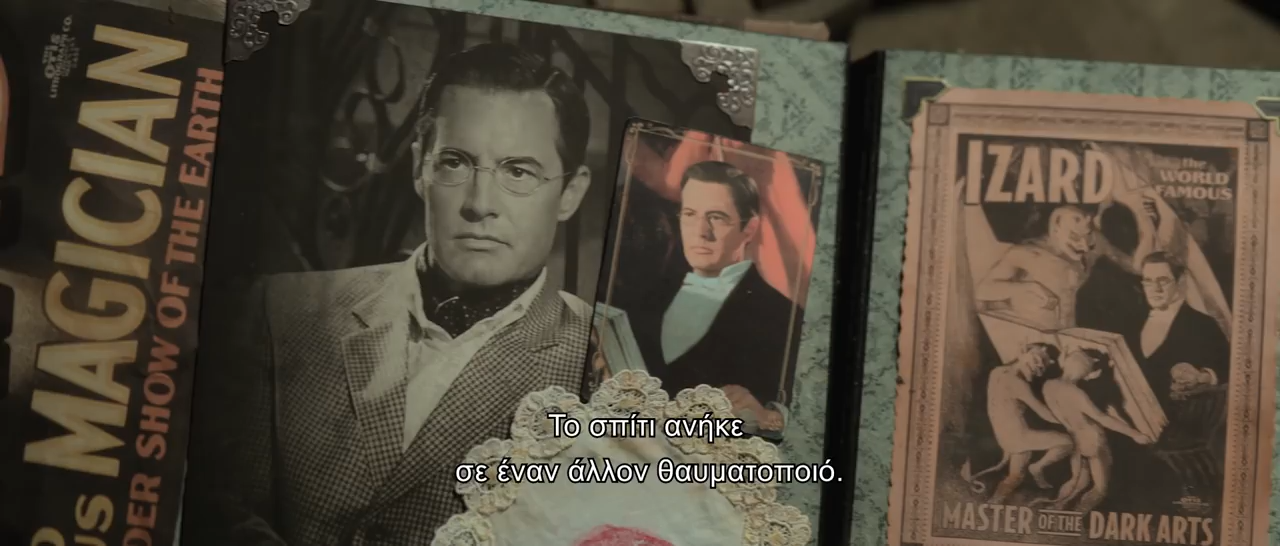 MAGICIAN
DER SHOW OF THE EARTH
IZARD
the
WORLD
FAMOUS
MASTER OF THE DARK ARTS
Το σπίτι ανήκε
σε έναν άλλον θαυματοποιό.